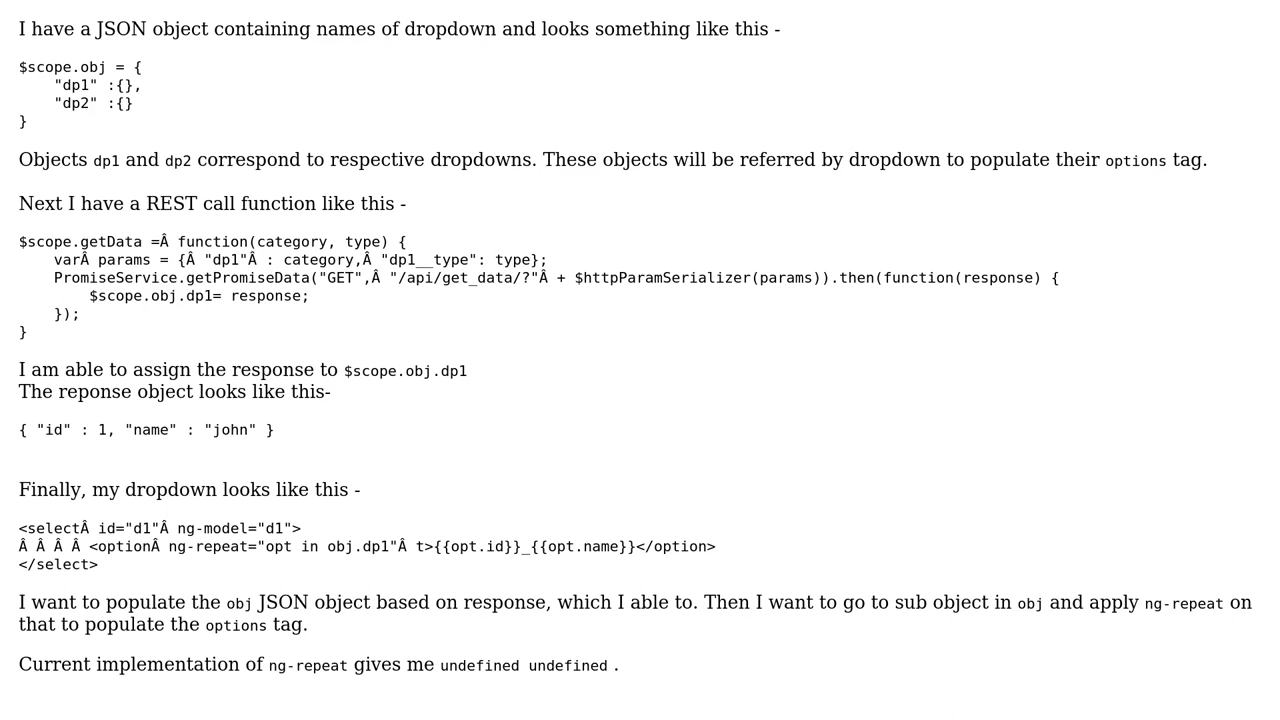 I have a JSON object containing names of dropdown and looks something like this -
$scope.obj = {
    "dp1" :{},
    "dp2" :{}
}
Objects dp1 and dp2 correspond to respective dropdowns. These objects will be referred by dropdown to populate their options tag.
Next I have a REST call function like this -
$scope.getData =Â function(category, type) {
    varÂ params = {Â "dp1"Â : category,Â "dp1__type": type};
    PromiseService.getPromiseData("GET",Â "/api/get_data/?"Â + $httpParamSerializer(params)).then(function(response) {
        $scope.obj.dp1= response;
    });
}
I am able to assign the response to $scope.obj.dp1
The reponse object looks like this-
{ "id" : 1, "name" : "john" }
Finally, my dropdown looks like this -
<selectÂ id="d1"Â ng-model="d1">
Â Â Â Â <optionÂ ng-repeat="opt in obj.dp1"Â t>{{opt.id}}_{{opt.name}}</option>
</select>
I want to populate the obj JSON object based on response, which I able to. Then I want to go to sub object in obj and apply ng-repeat on
that to populate the options tag.
Current implementation of ng-repeat gives me undefined undefined .